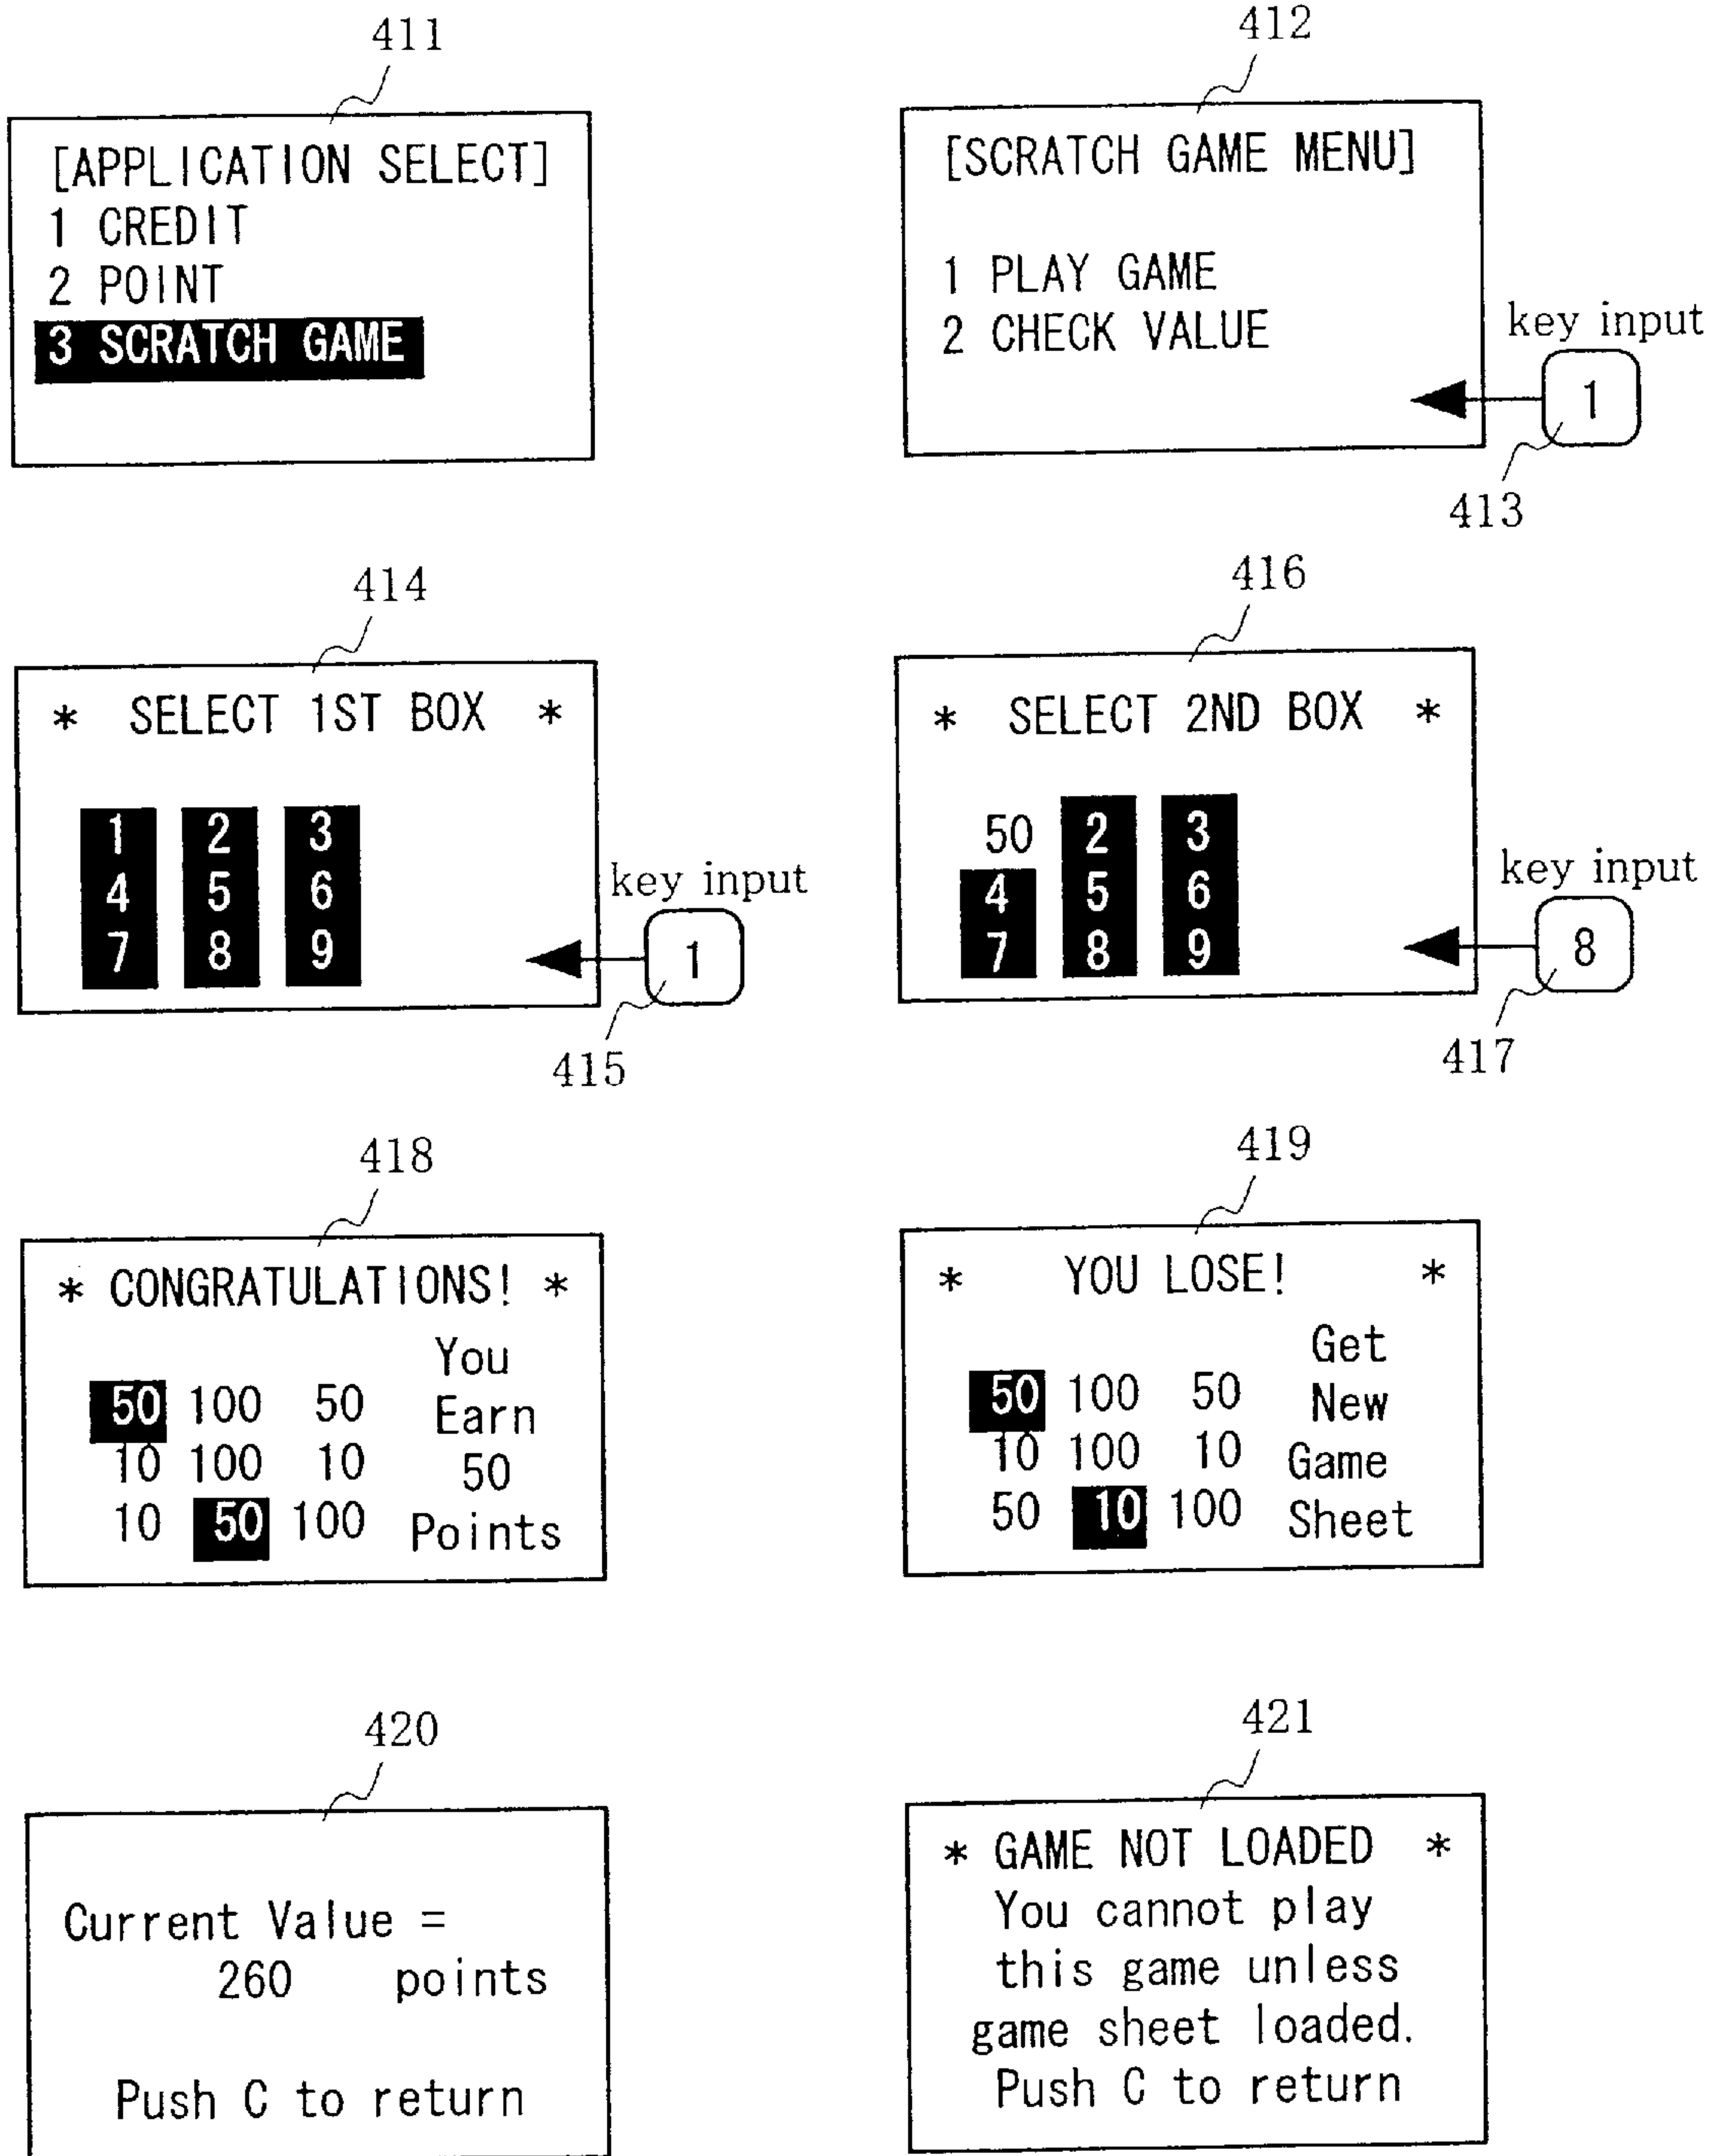 411
[APPLICATION SELECT]
1 CREDIT
2 POINT
3 SCRATCH GAME
412
[SCRATCH GAME MENU]
1 PLAY GAME
2 CHECK VALUE
key input
1
413
414
* SELECT 1ST BOX *
1 2 3
4 5 6
7 8 9
key input
1
415
416
* SELECT 2ND BOX *
50 2 3
4 5 6
7 8 9
key input
8
417
418
* CONGRATULATIONS! *
You
50 100 50 Earn
10 100 10 50
10 50 100 Points
419
* YOU LOSE! *
Get
50 100 50 New
10 100 10 Game
50 10 100 Sheet
420
Current Value =
260 points
Push C to return
421
* GAME NOT LOADED *
You cannot play
this game unless
game sheet loaded.
Push C to return